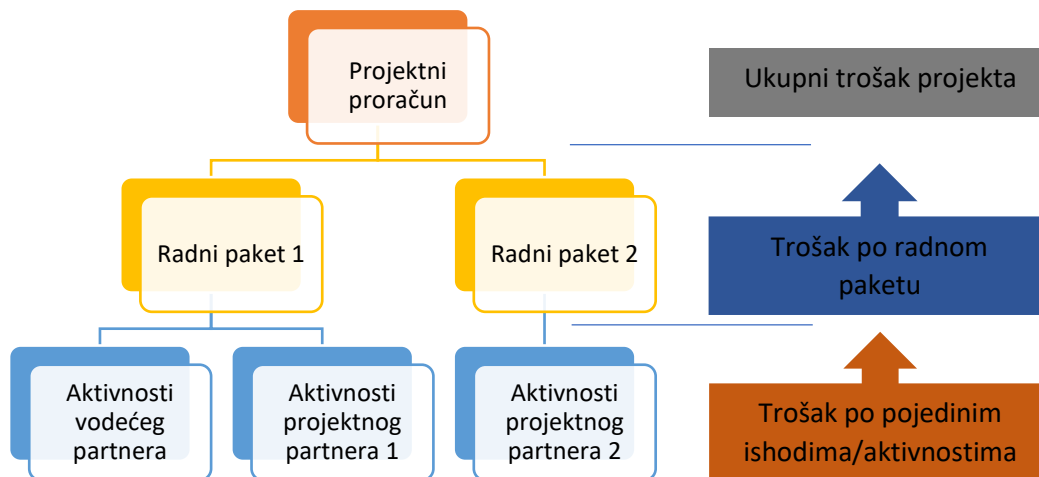 Projektni
proračun
Ukupni trošak projekta
Radni paket 1
Radni paket 2
Trošak po radnom
paketu
Aktivnosti
vodećeg
partnera
Aktivnosti
projektnog
partnera 1
Aktivnosti
projektnog
partnera 2
Trošak po pojedinim
ishodima/aktivnostima